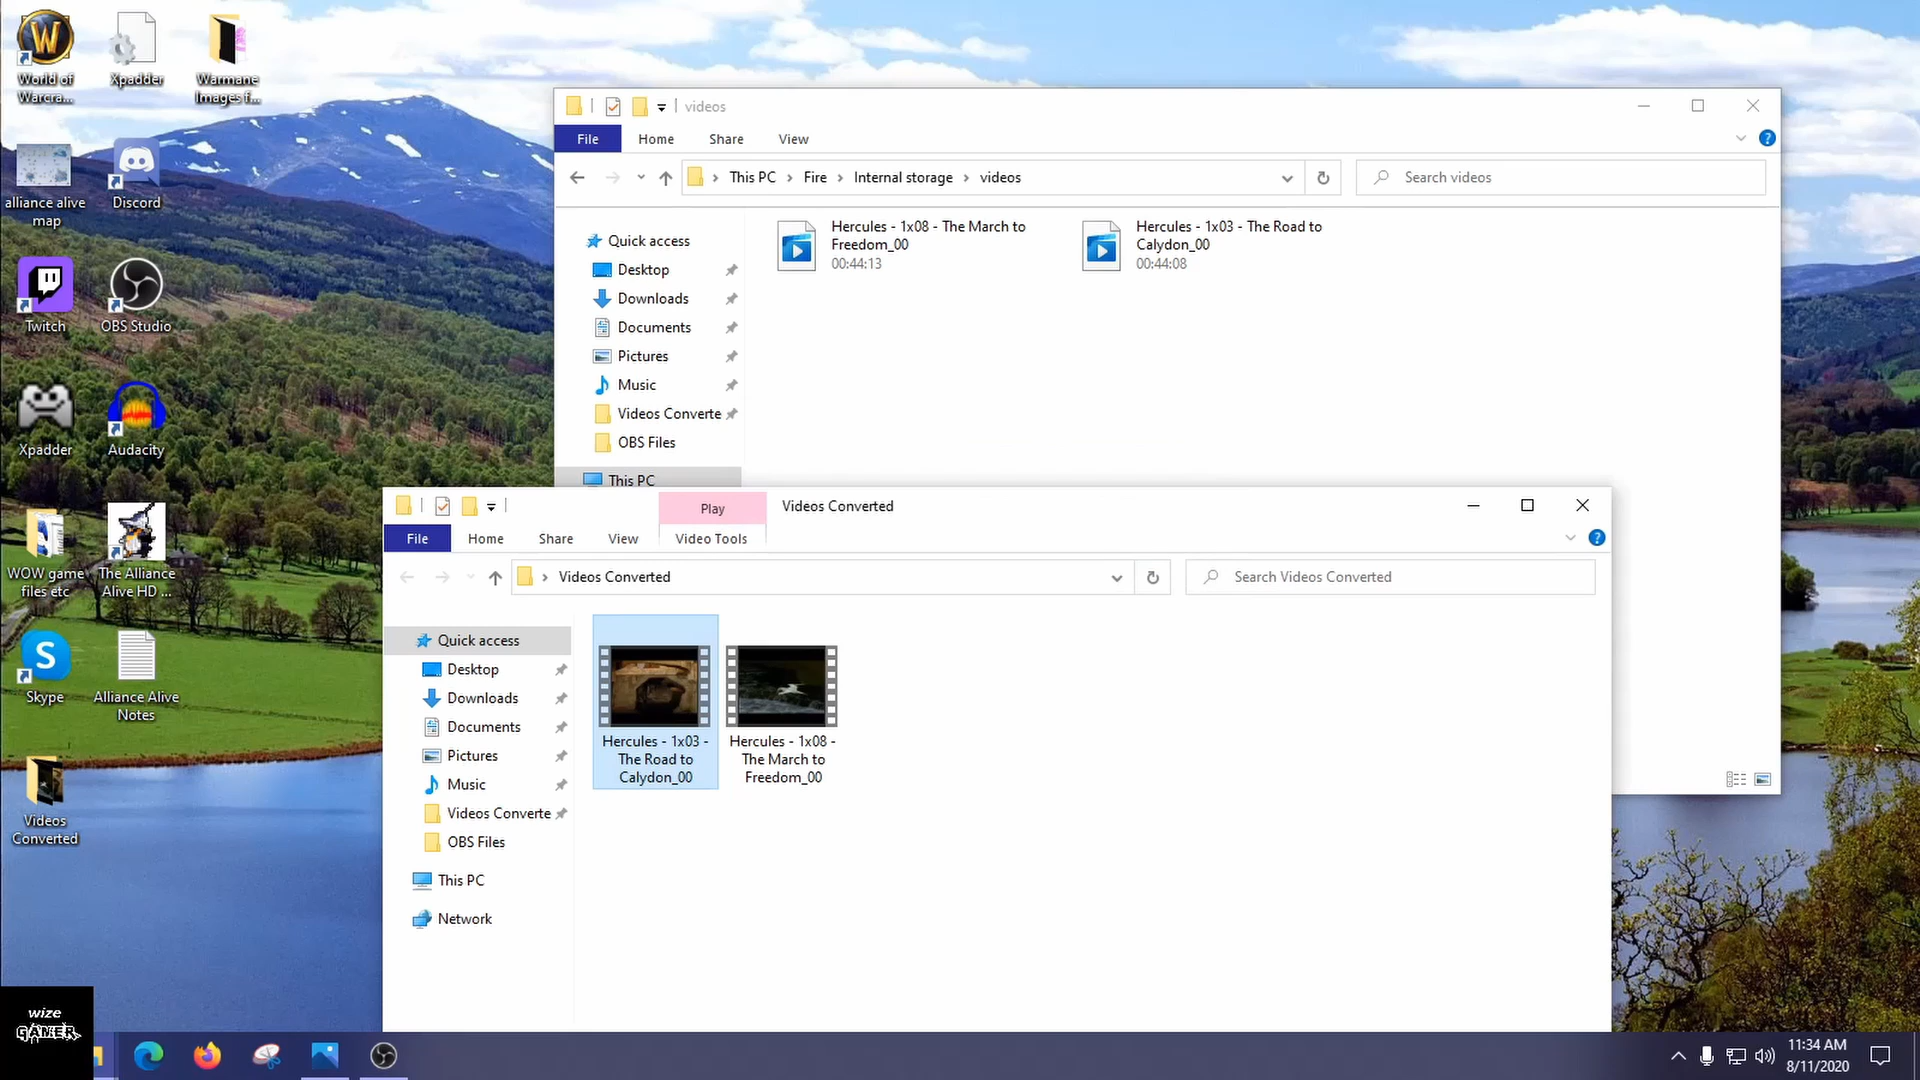 World of
Warcra...
Xpadder
Warmane
Images f...
alliance alive
map
Discord
Twitch
OBS Studio
Xpadder
Audacity
WOW game
files etc
The Alliance
Alive HD ...
Skype
Alliance Alive
Notes
Videos
Converted
videos
File
Home
Share
View
This PC
Fire
Internal storage
videos
Search videos
Quick access
Desktop
Downloads
Documents
Pictures
Music
Videos Converte
OBS Files
This PC
Hercules - 1x08 - The March to
Freedom_00
00:44:13
Hercules - 1x03 - The Road to
Calydon_00
00:44:08
Play
Videos Converted
File
Home
Share
View
Video Tools
Videos Converted
Search Videos Converted
Quick access
Desktop
Downloads
Documents
Pictures
Music
Videos Converte
OBS Files
This PC
Network
Hercules - 1x03 -
The Road to
Calydon_00
Hercules - 1x08 -
The March to
Freedom_00
wize
GAMER
11:34 AM
8/11/2020